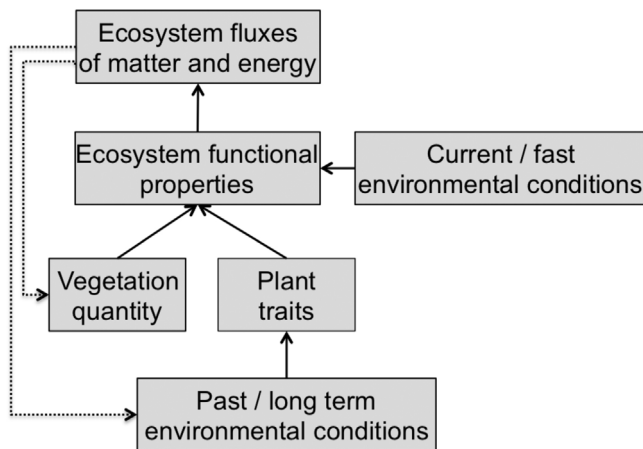 Ecosystem fluxes
of matter and energy
Ecosystem functional
properties
Current / fast
environmental conditions
Vegetation
quantity
Plant
traits
Past / long term
environmental conditions